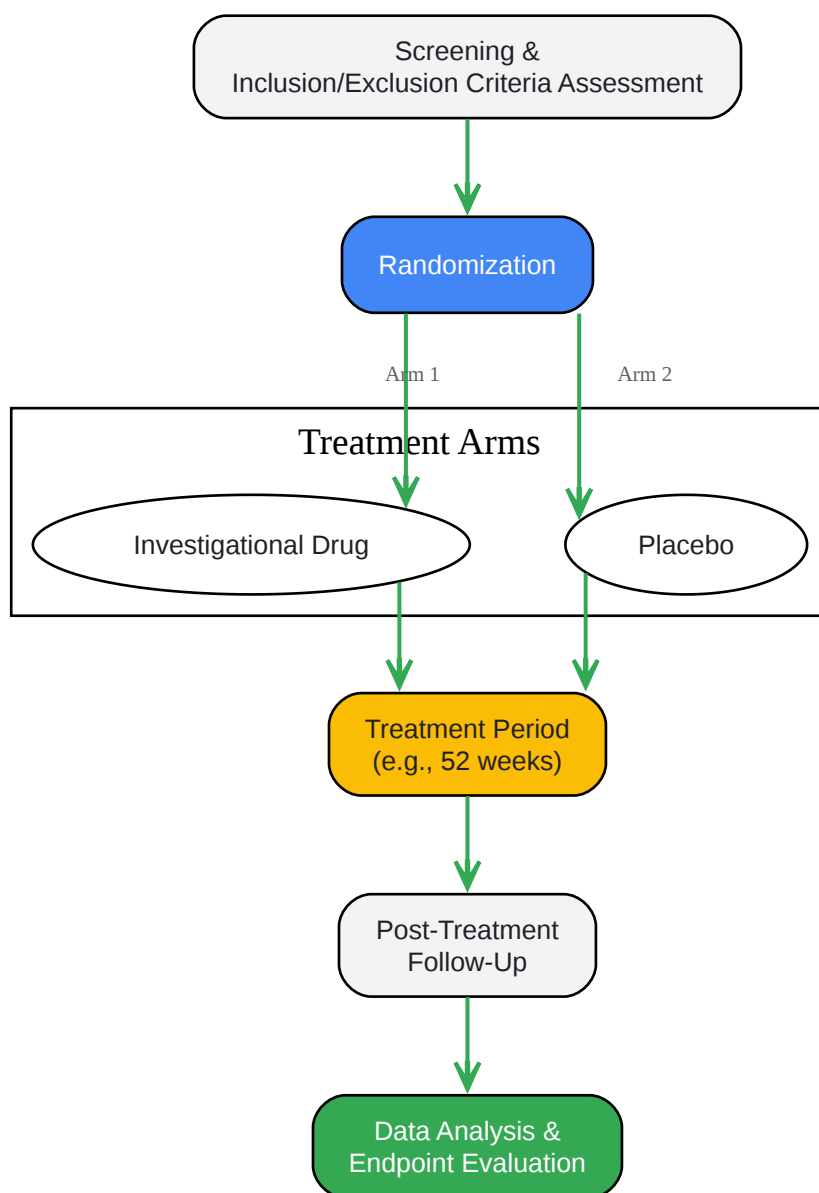 Screening &
Inclusion/Exclusion Criteria Assessment
Randomization
Arm 1
Arm 2
Treatment Arms
Investigational Drug
Placebo
Treatment Period
(e.g., 52 weeks)
Post-Treatment
Follow-Up
Data Analysis &
Endpoint Evaluation